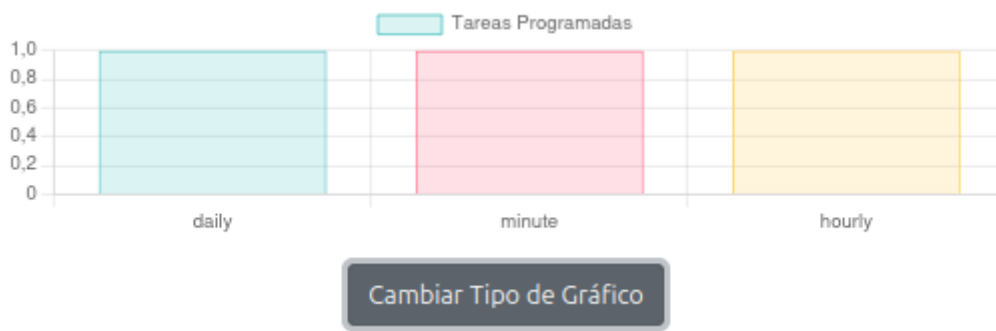 Tareas Programadas
1,0
0,8
0,6
0,4
0,2
0
daily minute hourly
Cambiar Tipo de Gráfico